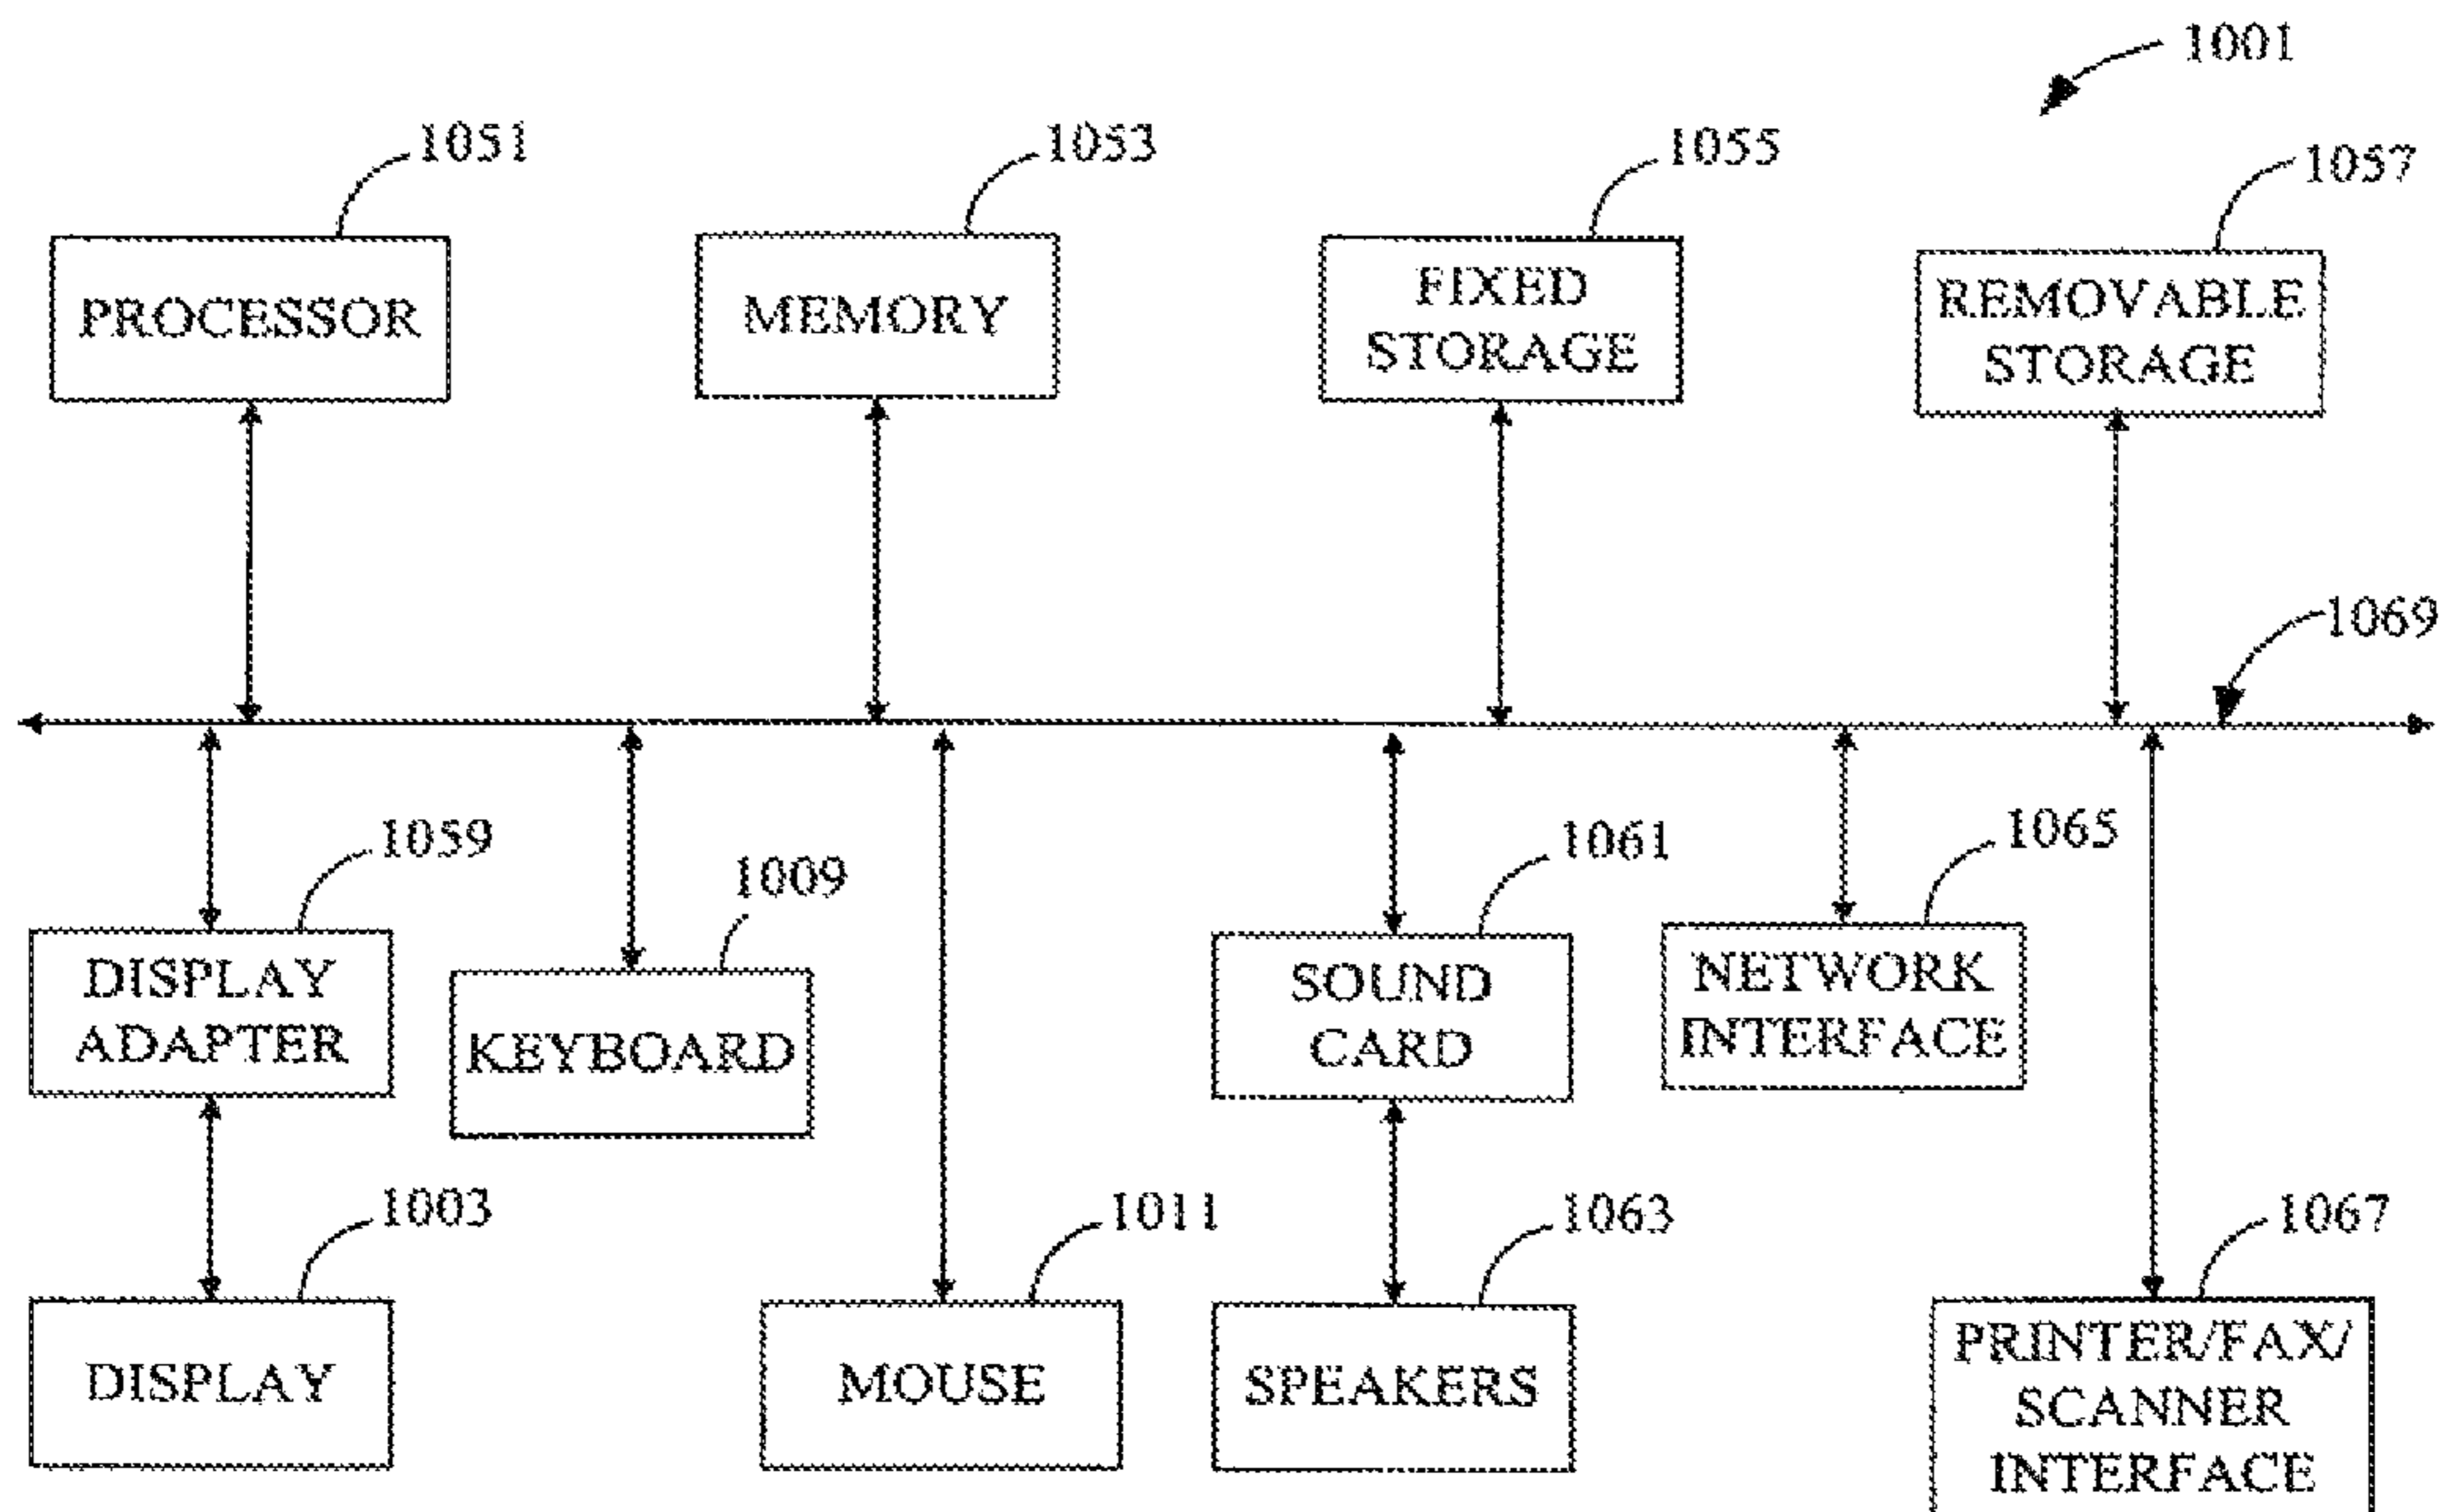 1001
1051
1053
1055
1057
PROCESSOR
MEMORY
FIXED
STORAGE
REMOVABLE
STORAGE
1069
1059
1009
1061
1065
DISPLAY
ADAPTER
KEYBOARD
SOUND
CARD
NETWORK
INTERFACE
1003
1011
1063
1067
DISPLAY
MOUSE
SPEAKERS
PRINTER/FAX/
SCANNER
INTERFACE